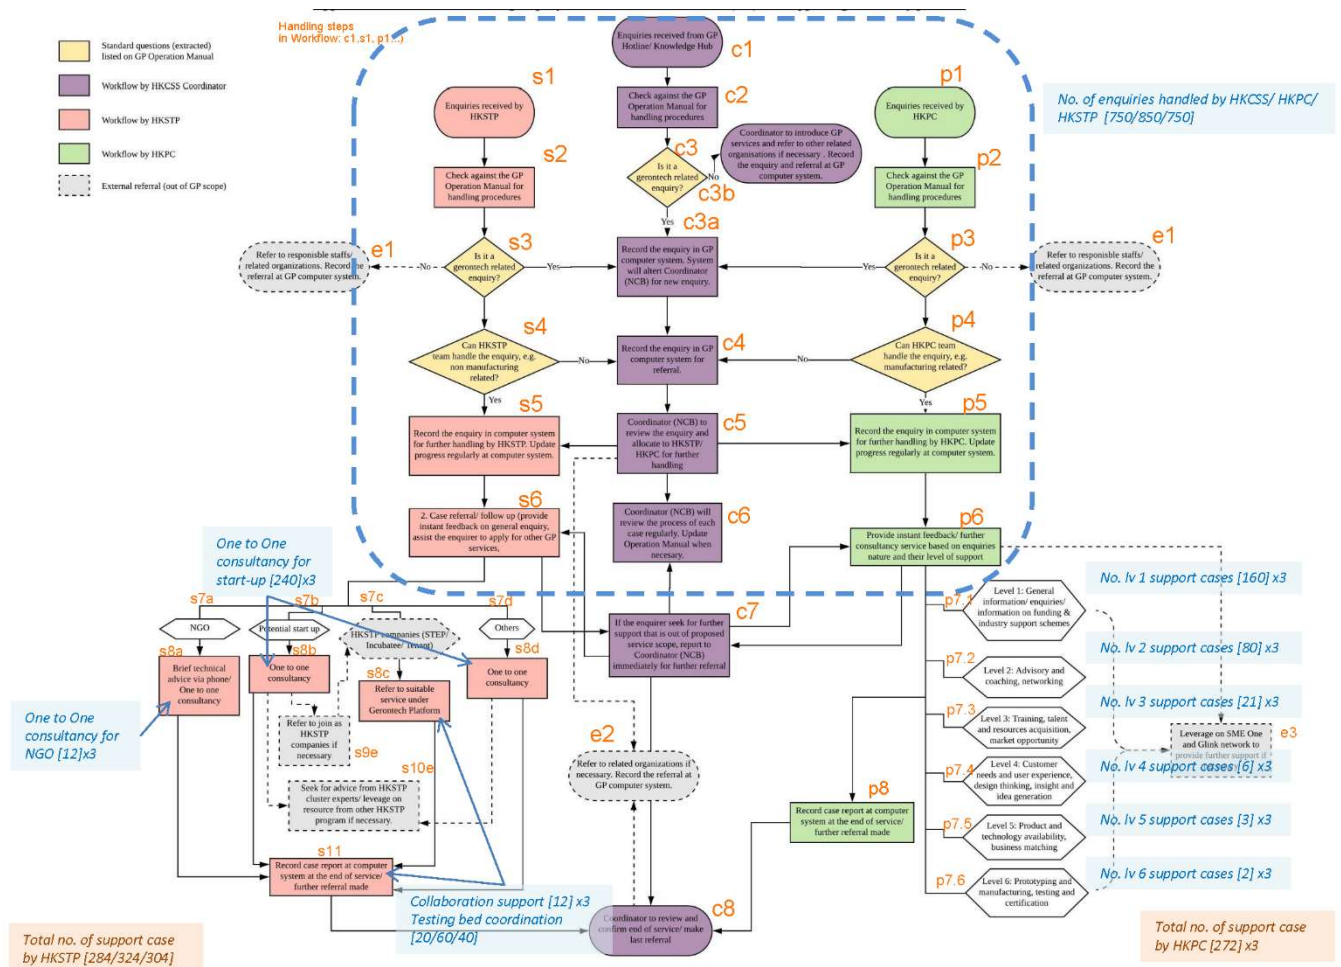 Handling steps
in Workflow: c1,s1, p1...)
Standard questions (extracted)
listed on GP Operation Manual
Workflow by HKCSS Coordinator
Workflow by HKSTP
Workflow by HKPC
External referral (out of GP scope)
Enquiries received from GP
Hotline/ Knowledge Hub
c1
s1
Enquiries received by
HKSTP
p1
Enquiries received by
HKPC
No. of enquiries handled by HKCSS/ HKPC/
HKSTP [750/850/750]
c2
Check against the GP
Operation Manual for
handling procedures
s2
Check against the GP
Operation Manual for
handling procedures
c3
Is it a
gerontech related
enquiry?
No
c3b
Coordinator to introduce GP
services and refer to other related
organisations if necessary . Record
the enquiry and referral at GP
computer system.
p2
Check against the GP
Operation Manual for
handling procedures
Yes
c3a
Record the enquiry in GP
computer system. System
will altert Coordinator
(NCB) for new enquiry.
e1
Refer to responsible staffs/
related organizations. Record the
referral at GP computer system.
No
s3
Is it a
gerontech related
enquiry?
Yes
Yes
p3
Is it a
gerontech related
enquiry?
No
e1
Refer to responsible staffs/
related organizations. Record the
referral at GP computer system.
s4
Can HKSTP
team handle the enquiry, e.g.
non manufacturing
related?
No
Yes
c4
Record the enquiry in GP
computer system for
referral.
No
p4
Can HKPC team
handle the enquiry, e.g.
manufacturing related?
Yes
s5
Record the enquiry in computer system
for further handling by HKSTP. Update
progress regularly at computer system.
c5
Coordinator (NCB) to
review the enquiry and
allocate to HKSTP/
HKPC for further
handling
p5
Record the enquiry in computer system
for further handling by HKPC. Update
progress regularly at computer system.
s6
2. Case referral/ follow up (provide
instant feedback on general enquiry,
assist the enquirer to apply for other GP
services,
c6
Coordinator (NCB) will
review the process of each
case regularly. Update
Operation Manual when
necesary.
p6
Provide instant feedback/ further
consultancy service based on enquiries
nature and their level of support
One to One
consultancy for
start-up [240]x3
s7a
s7b
s7c
s7d
NGO
Potential start up
HKSTP companies (STEP/
Incubatee/ Tenant)
Others
s8a
Brief technical
advice via phone/
One to one
consultancy
s8b
One to one
consultancy
s8c
Refer to suitable
service under
Gerontech Platform
s8d
One to one
consultancy
c7
If the enquirer seek for further
support that is out of proposed
service scope, report to
Coordinator (NCB)
immediately for further referral
p7.1
Level 1: General
information/ enquiries/
information on funding &
industry support schemes
No. lv 1 support cases [160] x3
p7.2
Level 2: Advisory and
coaching, networking
No. lv 2 support cases [80] x3
p7.3
Level 3: Training, talent
and resources acquisition,
market opportunity
No. lv 3 support cases [21] x3
e3
Leverage on SME One
and Glink network to
provide further support if
One to One
consultancy for
NGO [12]x3
Refer to join as
HKSTP
companies if
necessary
s9e
s10e
Seek for advice from HKSTP
cluster experts/ leverage on
resource from other HKSTP
program if necessary.
e2
Refer to related organizations if
necessary. Record the referral at
GP computer system.
p7.4
Level 4: Customer
needs and user experience,
design thinking, insight and
idea generation
No. lv 4 support cases [6] x3
p8
Record case report at computer
system at the end of service/
further referral made
p7.5
Level 5: Product and
technology availability,
business matching
No. lv 5 support cases [3] x3
s11
Record case report at computer
system at the end of service/
further referral made
p7.6
Level 6: Prototyping and
manufacturing, testing and
certification
No. lv 6 support cases [2] x3
Collaboration support [12] x3
Testing bed coordination
[20/60/40]
c8
Coordinator to review and
confirm end of service/ make
last referral
Total no. of support case
by HKSTP [284/324/304]
Total no. of support case
by HKPC [272] x3